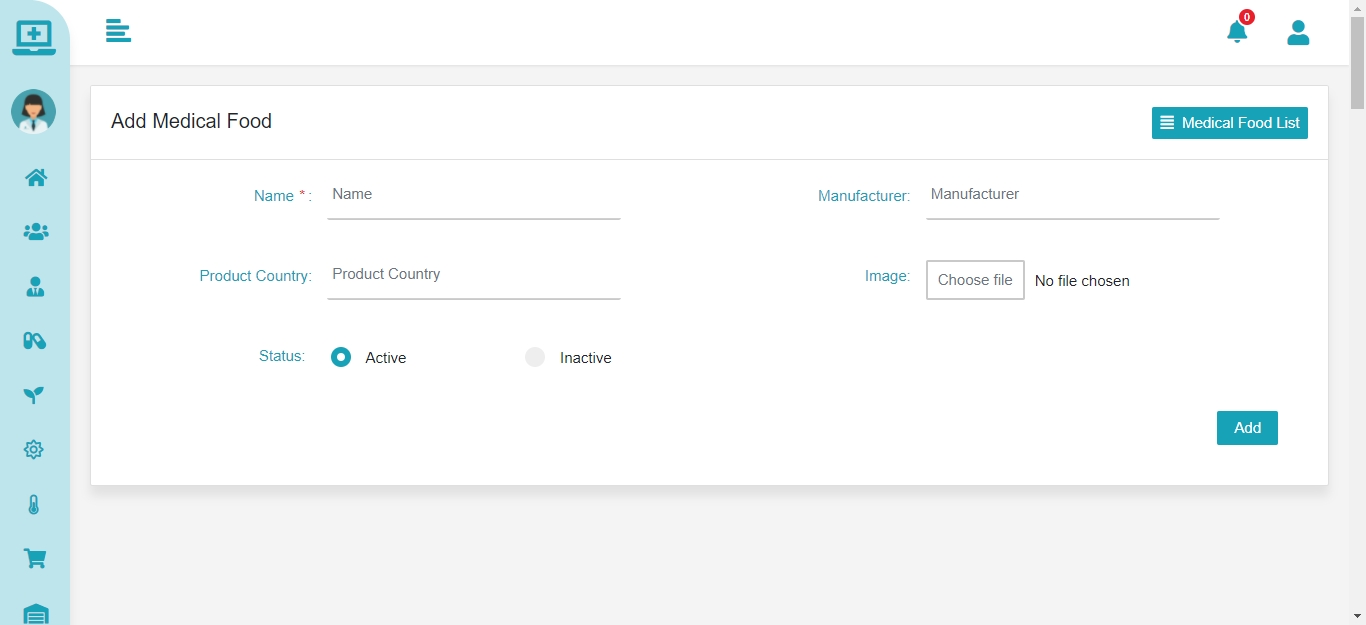 0
Add Medical Food
Medical Food List
Name * : Name
Manufacturer: Manufacturer
Product Country: Product Country
Image: Choose file No file chosen
Status: Active Inactive
Add